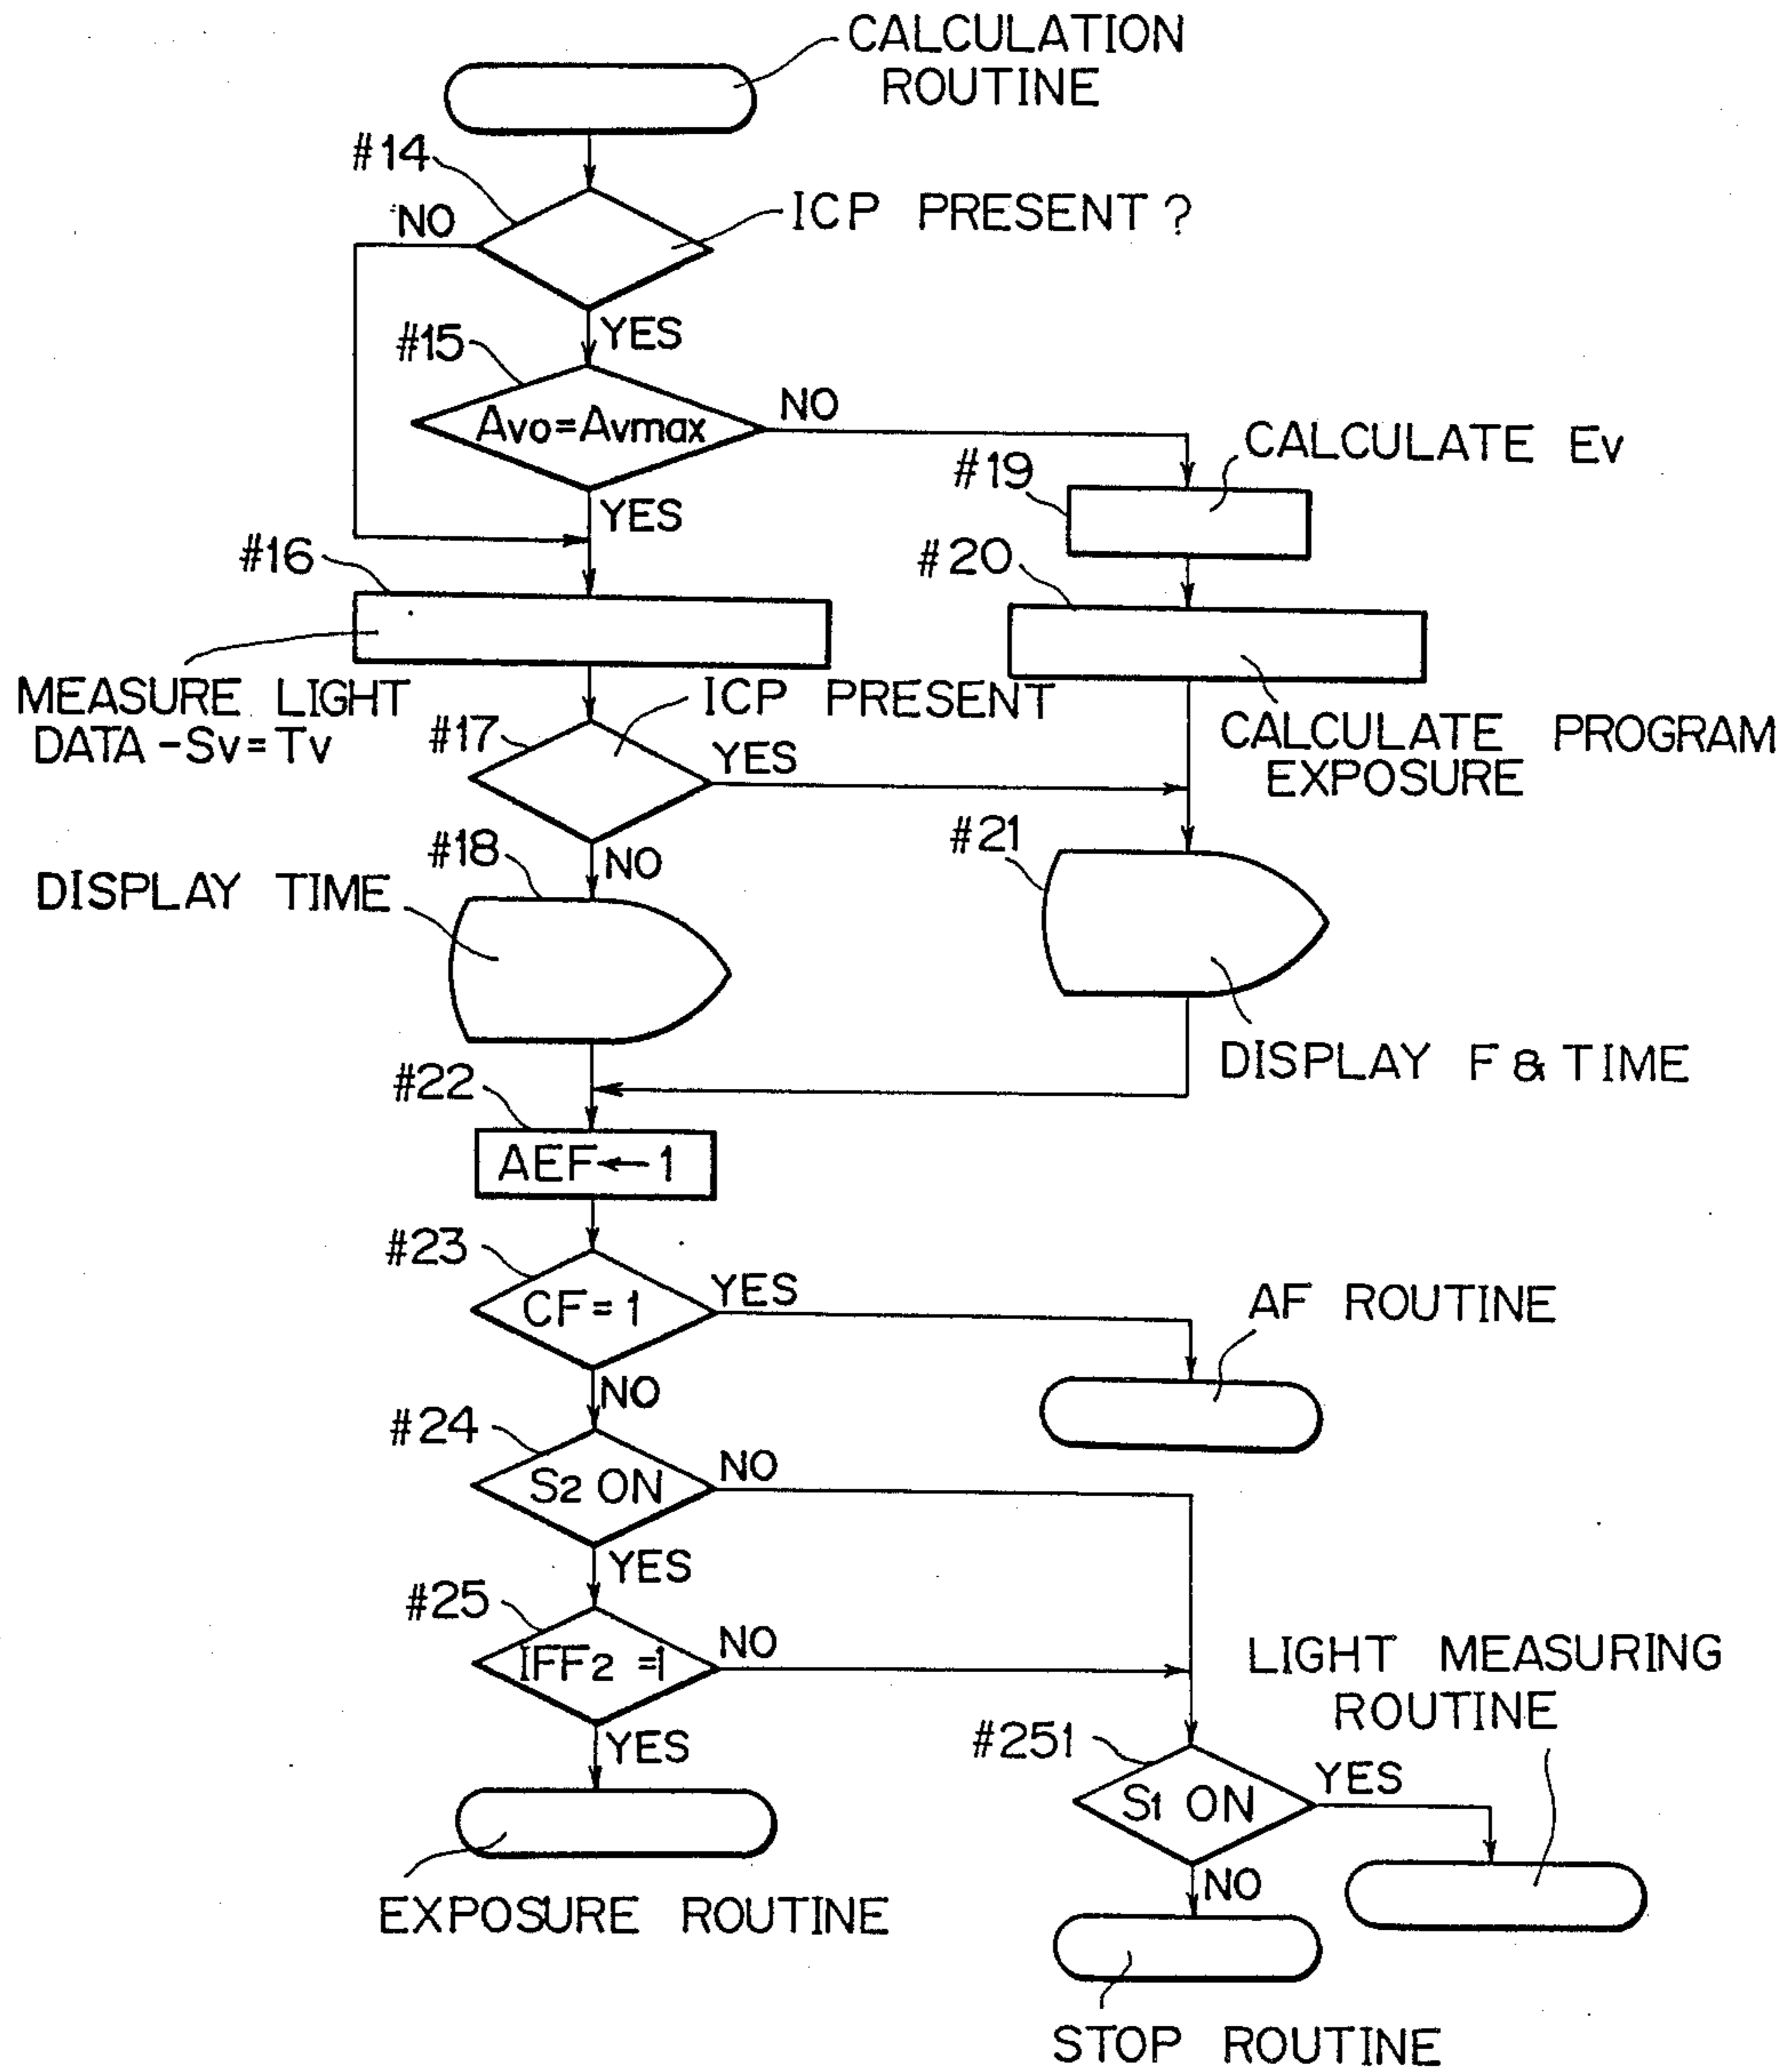 CALCULATION
ROUTINE
#14
ICP PRESENT?
NO
YES
#15
Avo=Avmax
NO
CALCULATE Ev
#19
YES
#16
#20
MEASURE LIGHT
DATA-Sv=Tv
ICP PRESENT
#17
YES
CALCULATE PROGRAM
EXPOSURE
#18
NO
#21
DISPLAY TIME
DISPLAY F & TIME
#22
AEF←1
#23
CF=1
YES
AF ROUTINE
NO
#24
S2 ON
NO
YES
#25
IFF2=1
NO
LIGHT MEASURING
ROUTINE
YES
#251
S1 ON
YES
NO
EXPOSURE ROUTINE
STOP ROUTINE